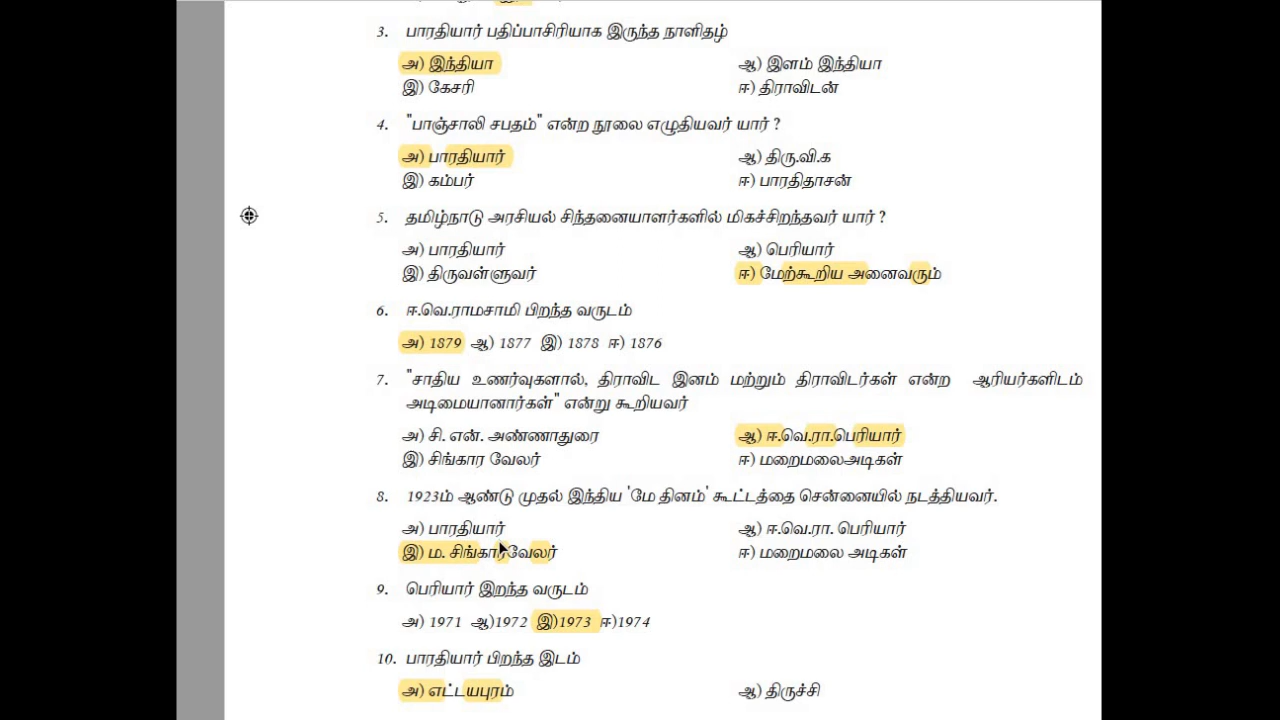 3. பாரதியார் பதிப்பாசிரியாக இருந்த நாளிதழ்
அ) இந்தியா ஆ) இளம் இந்தியா
இ) கேசரி ஈ) திராவிடன்
4. "பாஞ்சாலி சபதம்" என்ற நூலை எழுதியவர் யார் ?
அ) பாரதியார் ஆ) திரு.வி.க
இ) கம்பர் ஈ) பாரதிதாசன்
5. தமிழ்நாடு அரசியல் சிந்தனையாளர்களில் மிகச்சிறந்தவர் யார் ?
அ) பாரதியார் ஆ) பெரியார்
இ) திருவள்ளுவர் ஈ) மேற்கூறிய அனைவரும்
6. ஈ.வெ.ராமசாமி பிறந்த வருடம்
அ) 1879 ஆ) 1877 இ) 1878 ஈ) 1876
7. "சாதிய உணர்வுகளால், திராவிட இனம் மற்றும் திராவிடர்கள் என்ற ஆரியர்களிடம்
அடிமையானார்கள்" என்று கூறியவர்
அ) சி. என். அண்ணாதுரை ஆ) ஈ.வெ.ரா.பெரியார்
இ) சிங்கார வேலர் ஈ) மறைமலைஅடிகள்
8. 1923ம் ஆண்டு முதல் இந்திய 'மே தினம்' கூட்டத்தை சென்னையில் நடத்தியவர்.
அ) பாரதியார் ஆ) ஈ.வெ.ரா. பெரியார்
இ) ம. சிங்காரவேலர் ஈ) மறைமலை அடிகள்
9. பெரியார் இறந்த வருடம்
அ) 1971 ஆ)1972 இ)1973 ஈ)1974
10. பாரதியார் பிறந்த இடம்
அ) எட்டயபுரம் ஆ) திருச்சி